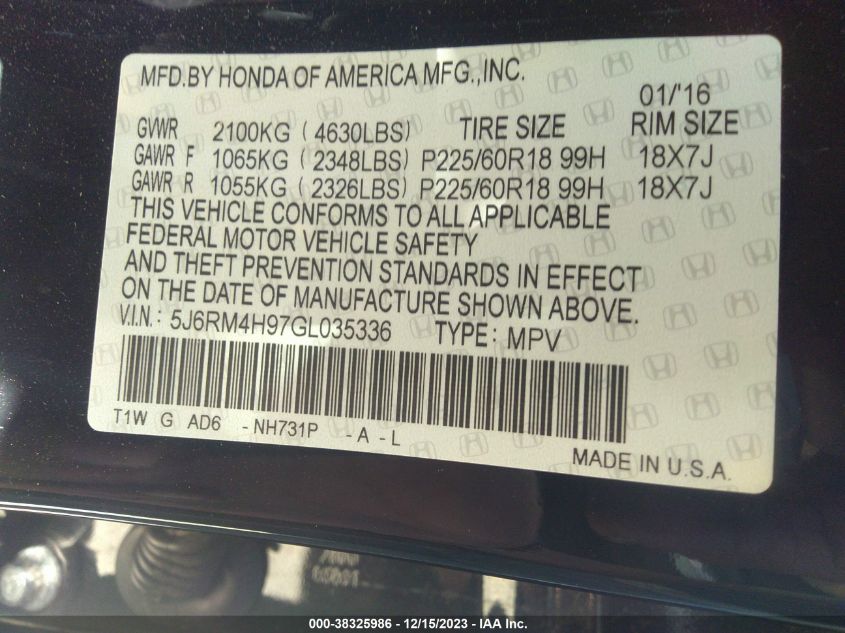 MFD.BY HONDA OF AMERICA MFG.,INC.
01/'16
GVWR 2100KG ( 4630LBS) TIRE SIZE RIM SIZE
GAWR F 1065KG ( 2348LBS) P225/60R18 99H 18X7J
GAWR R 1055KG ( 2326LBS) P225/60R18 99H 18X7J
THIS VEHICLE CONFORMS TO ALL APPLICABLE
FEDERAL MOTOR VEHICLE SAFETY
AND THEFT PREVENTION STANDARDS IN EFFECT
ON THE DATE OF MANUFACTURE SHOWN ABOVE.
V.I.N.: 5J6RM4H97GL035336 TYPE: MPV
T1W G AD6 -NH731P -A -L
MADE IN U.S.A.
000-38325986 - 12/15/2023 - IAA Inc.